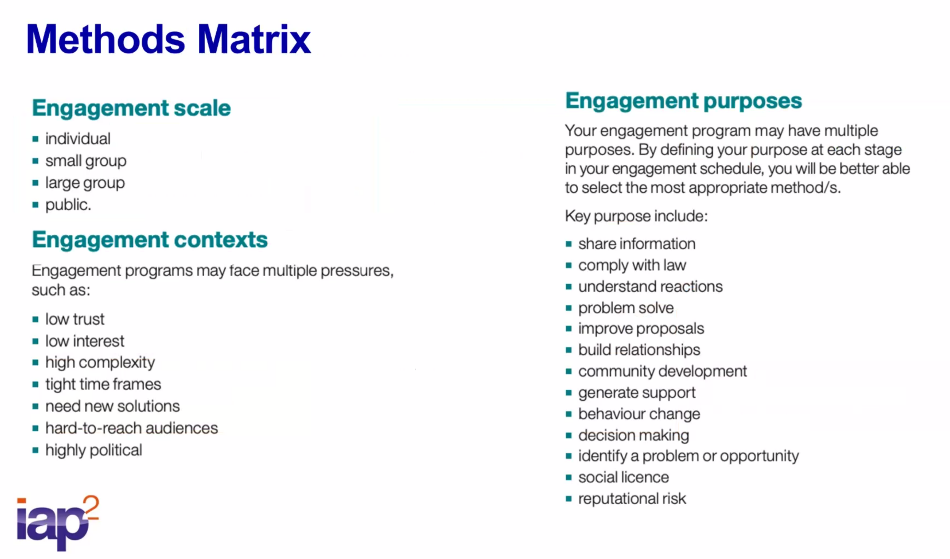 Methods Matrix
Engagement scale
individual
small group
large group
public.
Engagement contexts
Engagement programs may face multiple pressures,
such as:
low trust
low interest
high complexity
tight time frames
need new solutions
hard-to-reach audiences
highly political
iap2
Engagement purposes
Your engagement program may have multiple
purposes. By defining your purpose at each stage
in your engagement schedule, you will be better able
to select the most appropriate method/s.
Key purpose include:
share information
comply with law
understand reactions
problem solve
improve proposals
build relationships
community development
generate support
behaviour change
decision making
identify a problem or opportunity
social licence
reputational risk